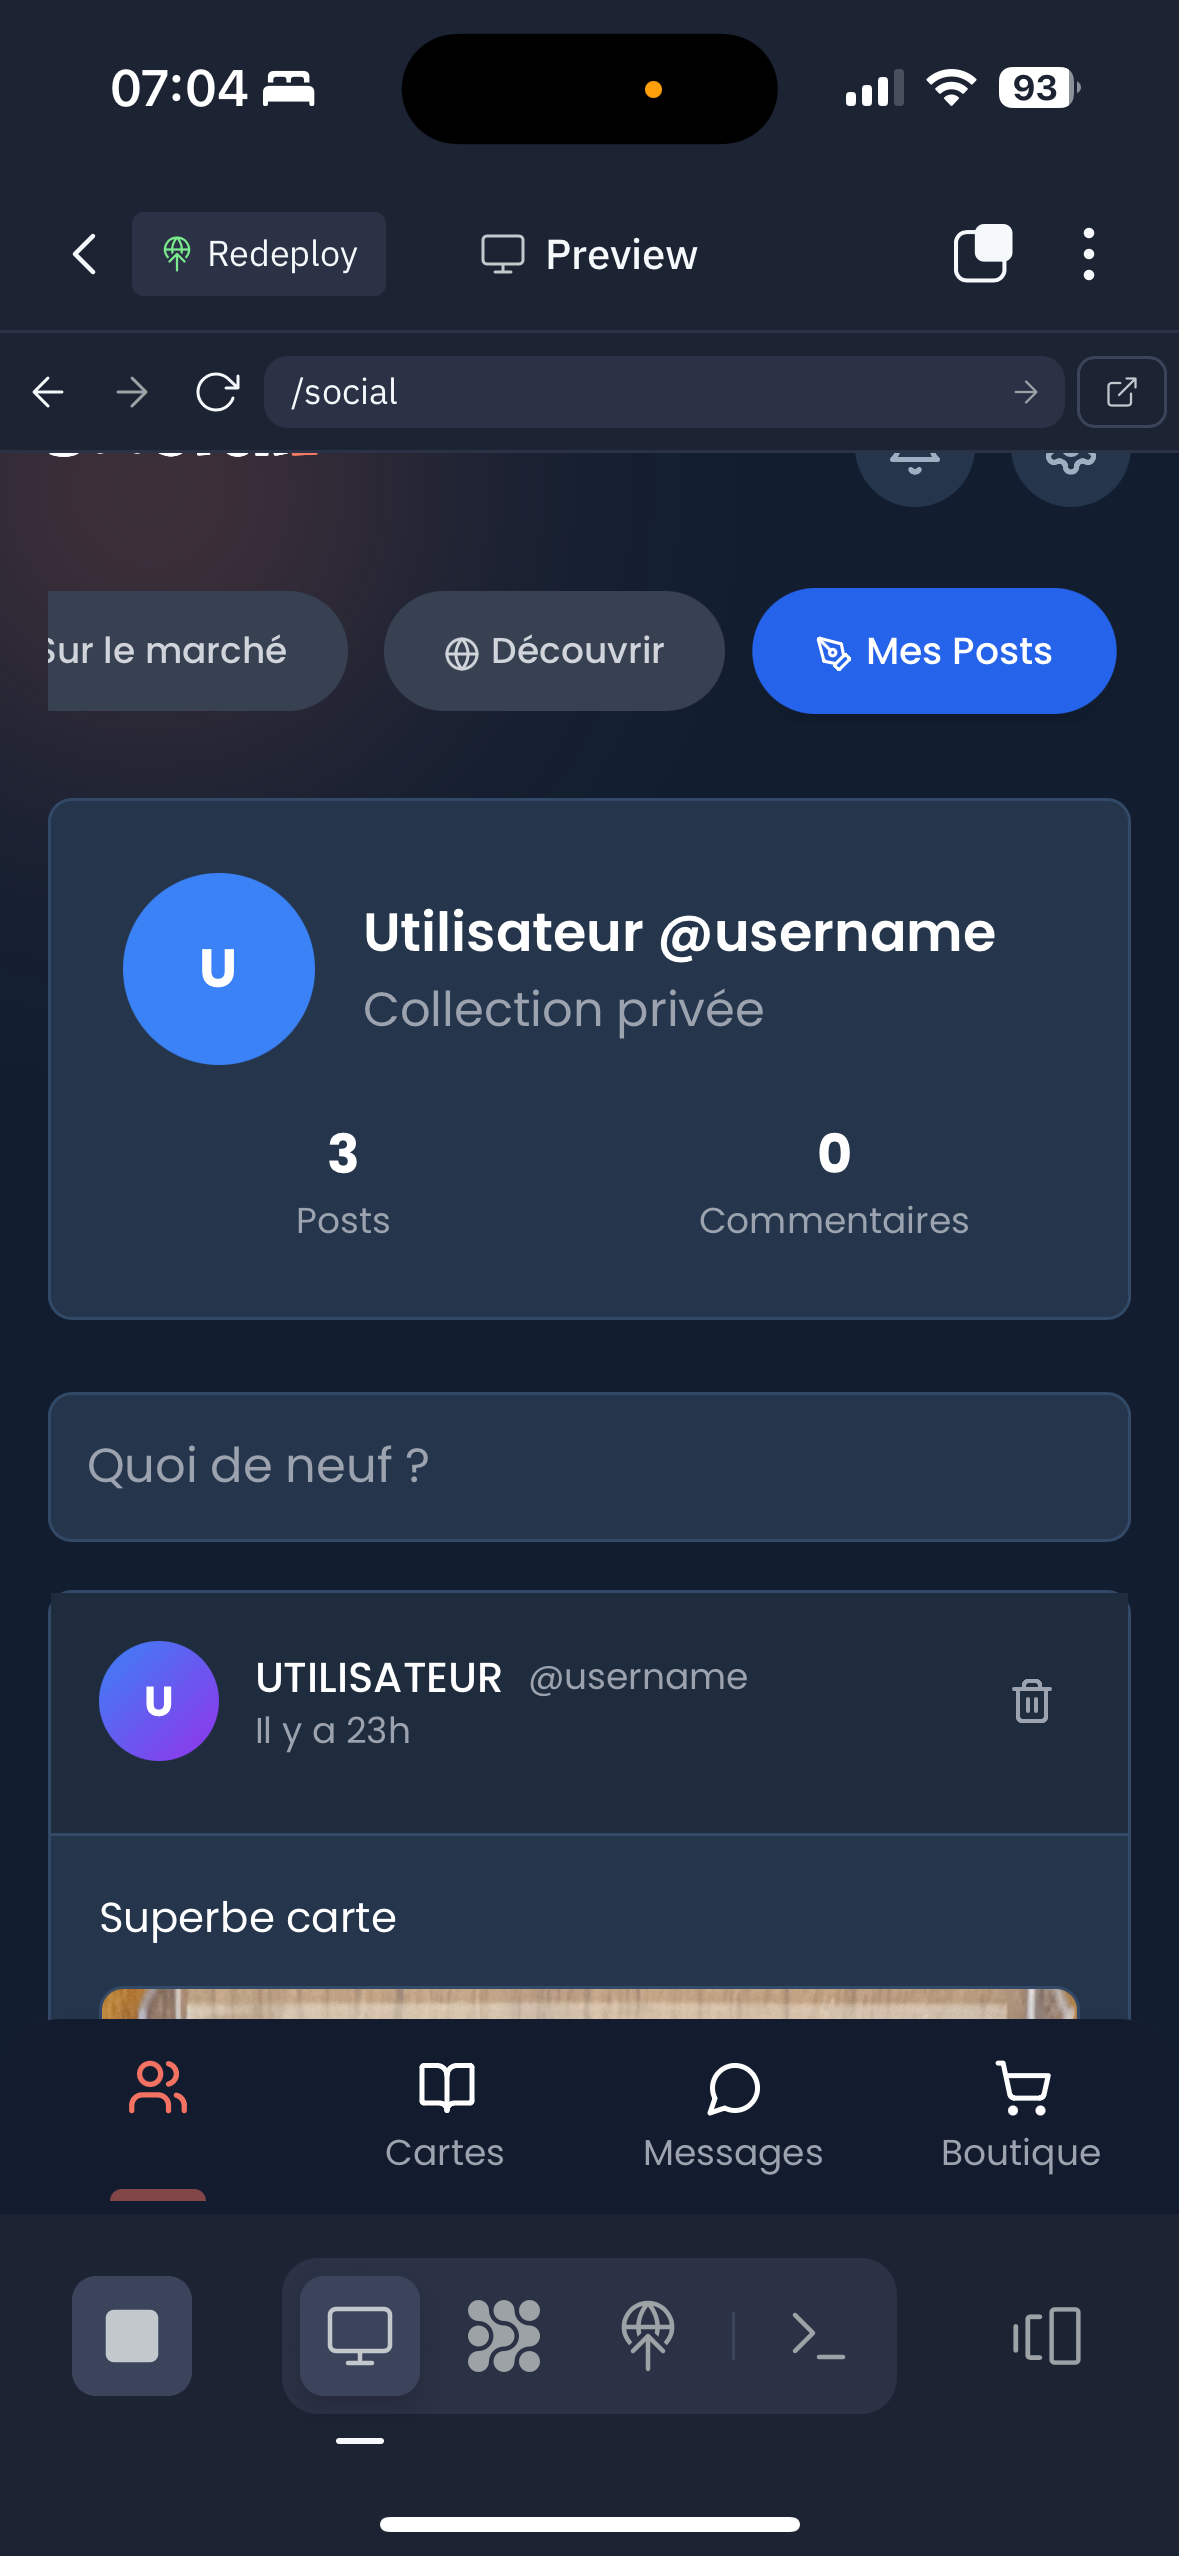 07:04
93
Redeploy
Preview
/social
Sur le marché
Découvrir
Mes Posts
U
Utilisateur @username
Collection privée
3
0
Posts
Commentaires
Quoi de neuf ?
U
UTILISATEUR @username
Il y a 23h
Superbe carte
Cartes
Messages
Boutique